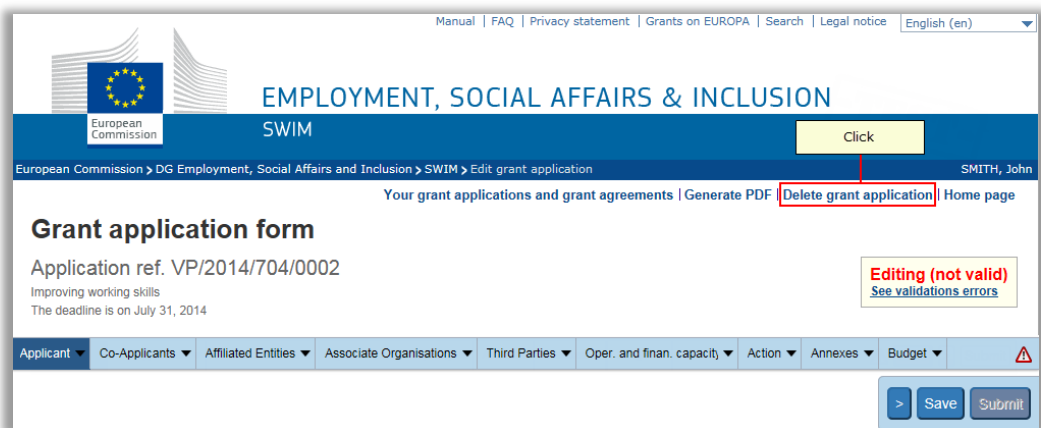 Manual | FAQ | Privacy statement | Grants on EUROPA | Search | Legal notice English (en)
EMPLOYMENT, SOCIAL AFFAIRS & INCLUSION
European
Commission
SWIM
Click
European Commission > DG Employment, Social Affairs and Inclusion > SWIM > Edit grant application SMITH, John
Your grant applications and grant agreements | Generate PDF | Delete grant application | Home page
Grant application form
Application ref. VP/2014/704/0002
Improving working skills
The deadline is on July 31, 2014
Editing (not valid)
See validations errors
Applicant Co-Applicants Affiliated Entities Associate Organisations Third Parties Oper. and finan. capacity Action Annexes Budget
> Save Submit